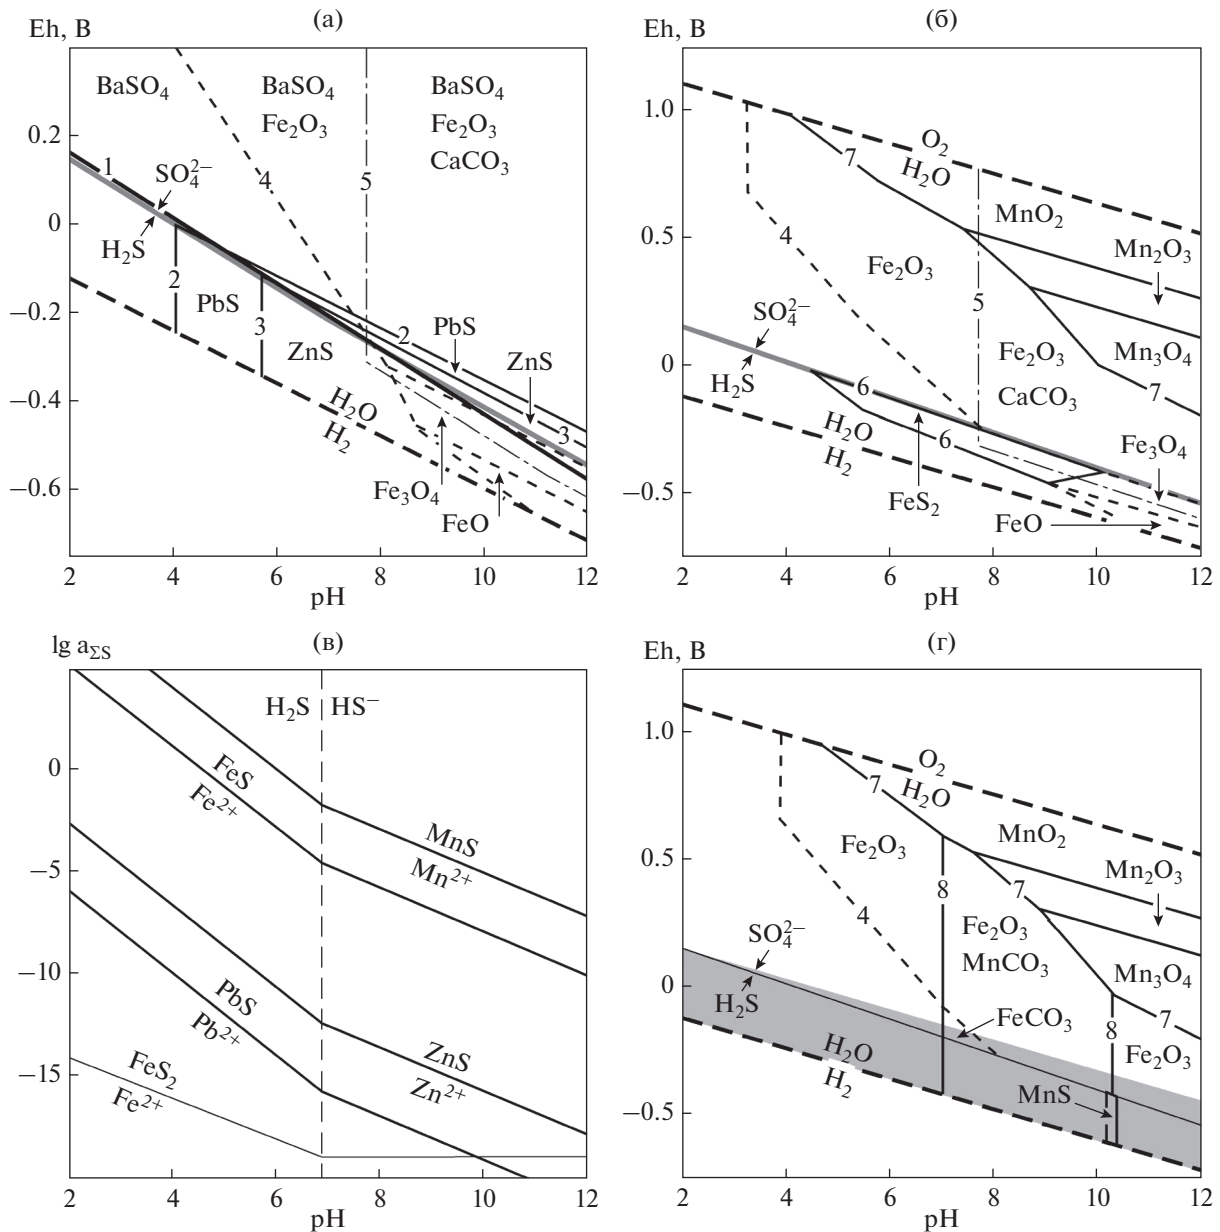 Eh, В
(а)
BaSO₄
BaSO₄
BaSO₄
Fe₂O₃
Fe₂O₃
CaCO₃
0.2
1
SO₄²⁻
4
5
0
H₂S
2
PbS
3
ZnS
2
PbS
ZnS
−0.2
−0.4
H₂O
H₂
3
Fe₃O₄
FeO
−0.6
2
4
6
8
10
12
pH
Eh, В
(б)
1.0
O₂
H₂O
7
MnO₂
Mn₂O₃
0.5
4
Fe₂O₃
5
SO₄²⁻
H₂S
Fe₂O₃
CaCO₃
Mn₃O₄
0
7
6
H₂O
H₂
6
FeS₂
Fe₃O₄
FeO
−0.5
2
4
6
8
10
12
pH
lg a_ΣS
(в)
H₂S
HS⁻
0
FeS
Fe²⁺
MnS
Mn²⁺
−5
−10
PbS
Pb²⁺
ZnS
Zn²⁺
FeS₂
Fe²⁺
−15
2
4
6
8
10
12
pH
Eh, В
(г)
1.0
O₂
H₂O
7
MnO₂
Fe₂O₃
Mn₂O₃
0.5
8
7
4
Fe₂O₃
MnCO₃
SO₄²⁻
H₂S
Mn₃O₄
0
FeCO₃
8
7
Fe₂O₃
H₂O
H₂
MnS
−0.5
2
4
6
8
10
12
pH